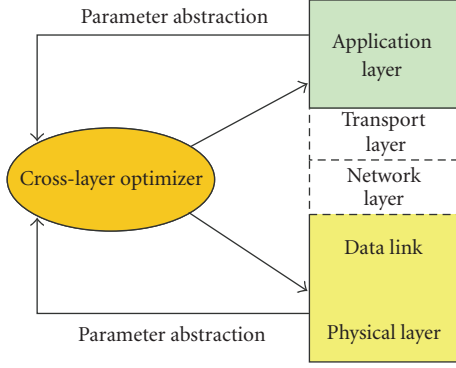 Parameter abstraction
Application
layer
Transport
layer
Cross-layer optimizer
Network
layer
Data link
Parameter abstraction
Physical layer